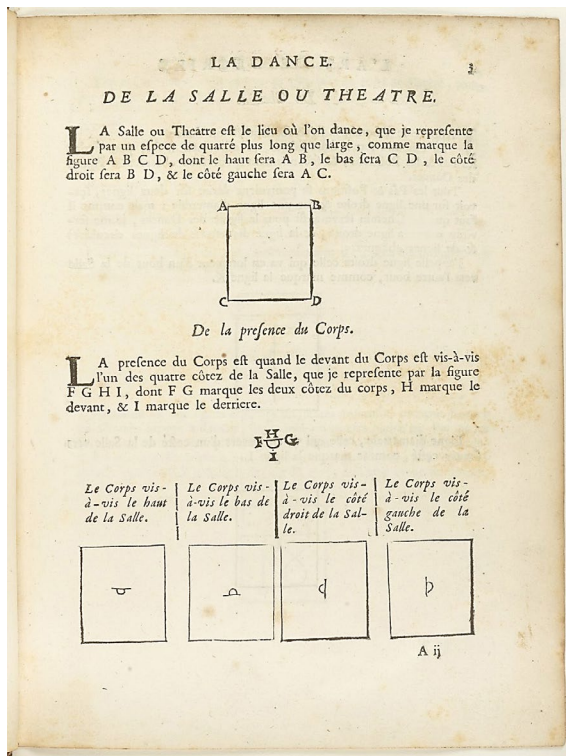 LA DANCE. 3
DE LA SALLE OU THEATRE.
LA Salle ou Theatre eſt le lieu où l'on dance, que je repreſente
par un eſpece de quatré plus long que large, comme marque la
figure A B C D, dont le haut ſera A B, le bas ſera C D, le côté
droit ſera B D, & le côté gauche ſera A C.
A B
C D
De la preſence du Corps.
LA preſence du Corps eſt quand le devant du Corps eſt vis-à-vis
l'un des quatre côtez de la Salle, que je repreſente par la figure
F G H I, dont F G marque les deux côtez du corps, H marque le
devant, & I marque le derriere.
H
F G
I
Le Corps vis-
à-vis le haut
de la Salle.
Le Corps vis-
à-vis le bas de
la Salle.
Le Corps vis-
à-vis le côté
droit de la Sal-
le.
Le Corps vis-
à-vis le côté
gauche de la
Salle.
A ij